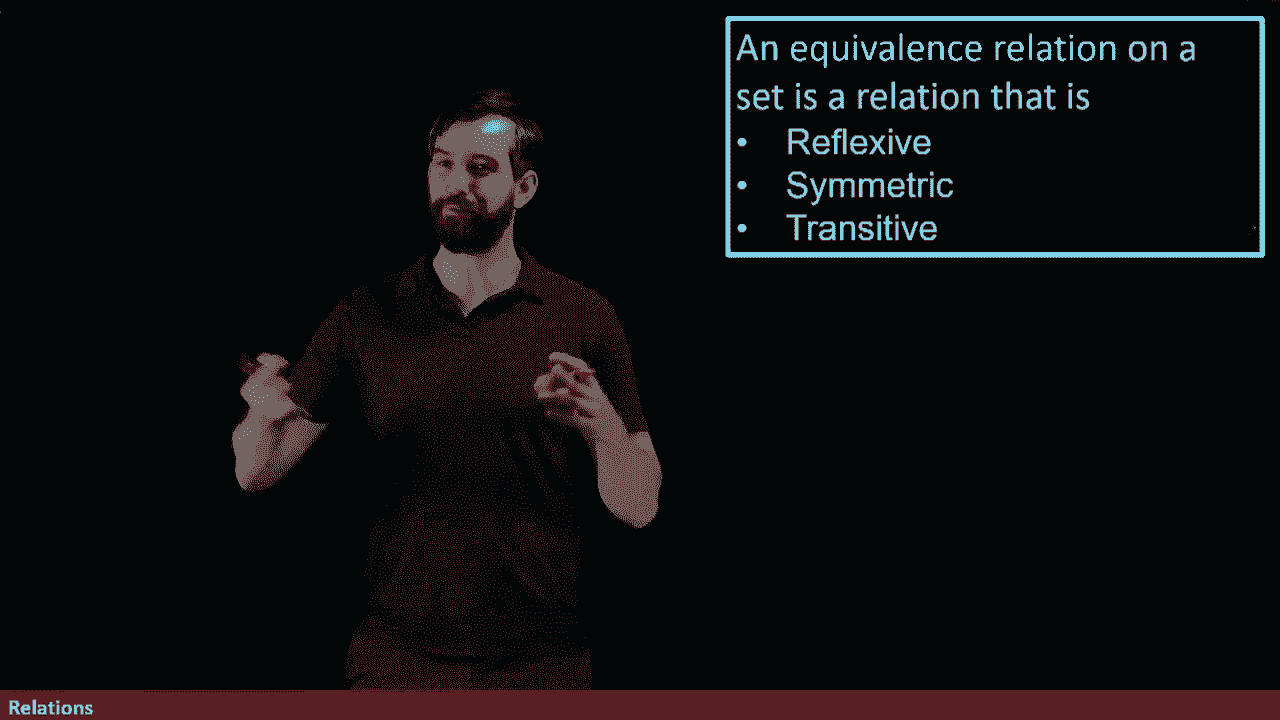 An equivalence relation on a
set is a relation that is
• Reflexive
• Symmetric
• Transitive
Relations